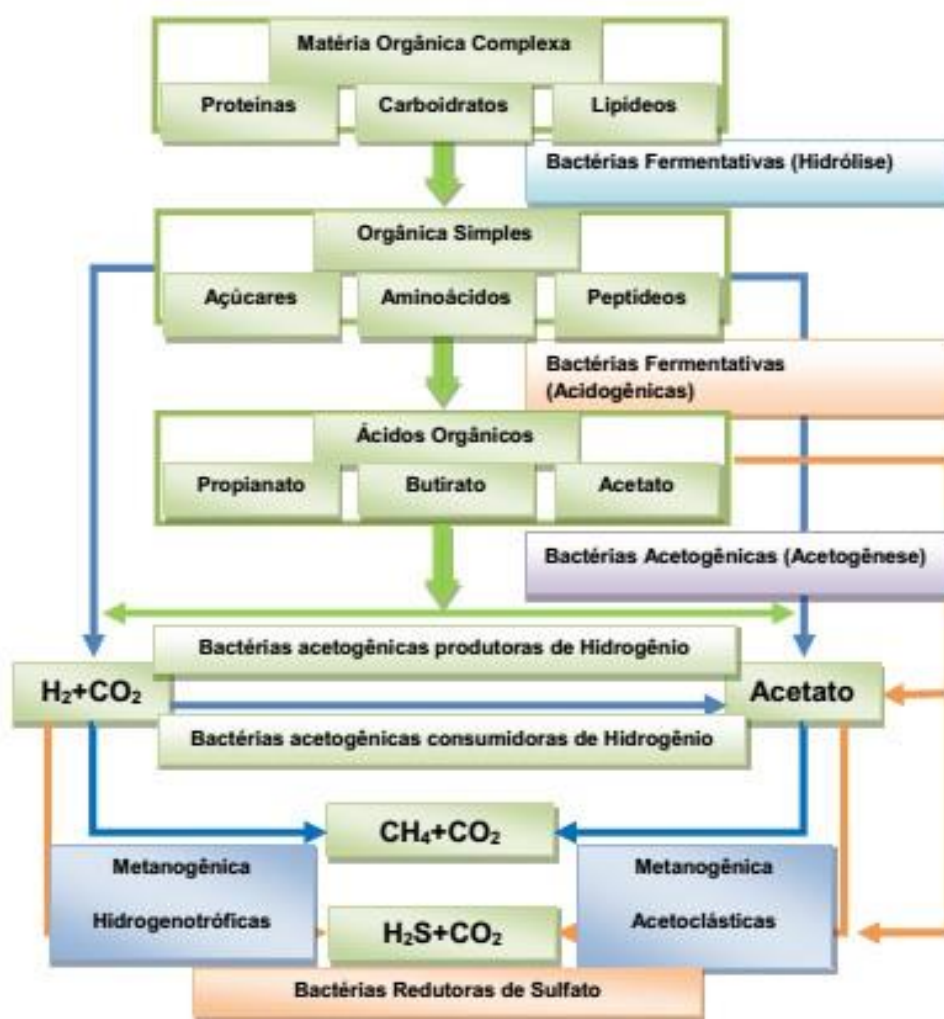 Matéria Orgânica Complexa
Proteínas Carboidratos Lipídeos
Bactérias Fermentativas (Hidrólise)
Orgânica Simples
Açúcares Aminoácidos Peptídeos
Bactérias Fermentativas
(Acidogênicas)
Ácidos Orgânicos
Propianato Butirato Acetato
Bactérias Acetogênicas (Acetogênese)
Bactérias acetogênicas produtoras de Hidrogênio
H₂+CO₂ Acetato
Bactérias acetogênicas consumidoras de Hidrogênio
CH₄+CO₂
Metanogênica
Hidrogenotróficas
Metanogênica
Acetoclásticas
H₂S+CO₂
Bactérias Redutoras de Sulfato